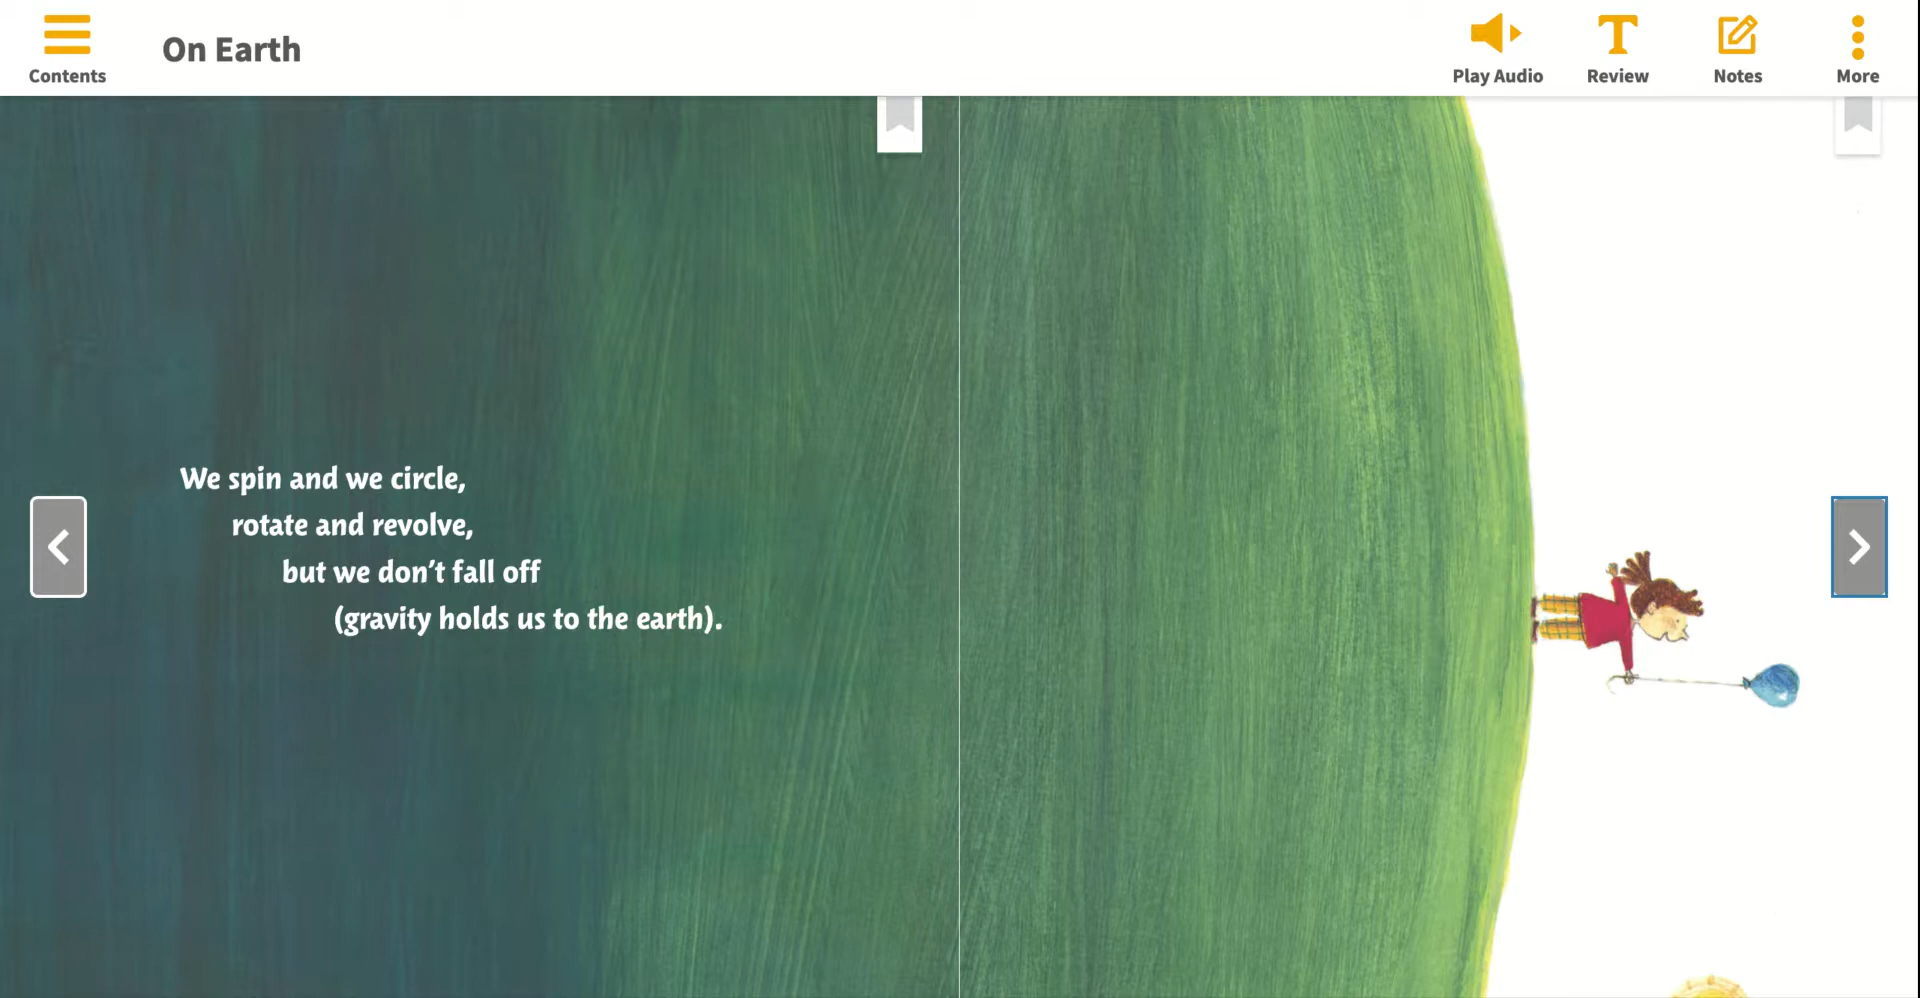 Contents
On Earth
Play Audio
Review
Notes
More
We spin and we circle,
rotate and revolve,
but we don't fall off
(gravity holds us to the earth).